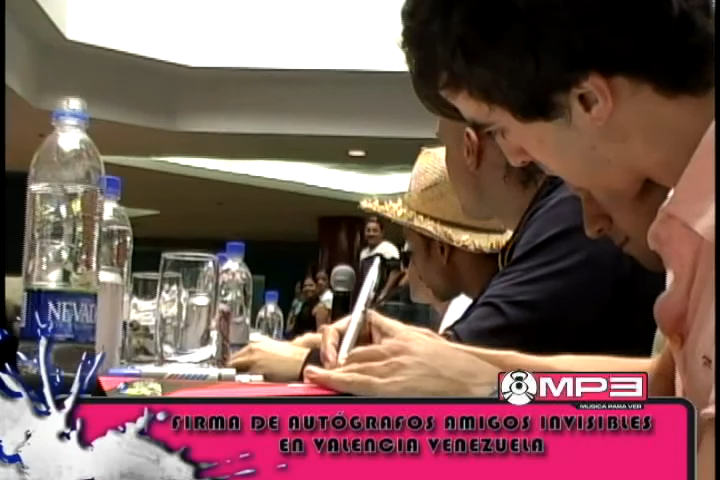 NEVAD
MP3
MUSICA PARA VER
FIRMA DE AUTÓGRAFOS AMIGOS INVISIBLES
EN VALENCIA VENEZUELA